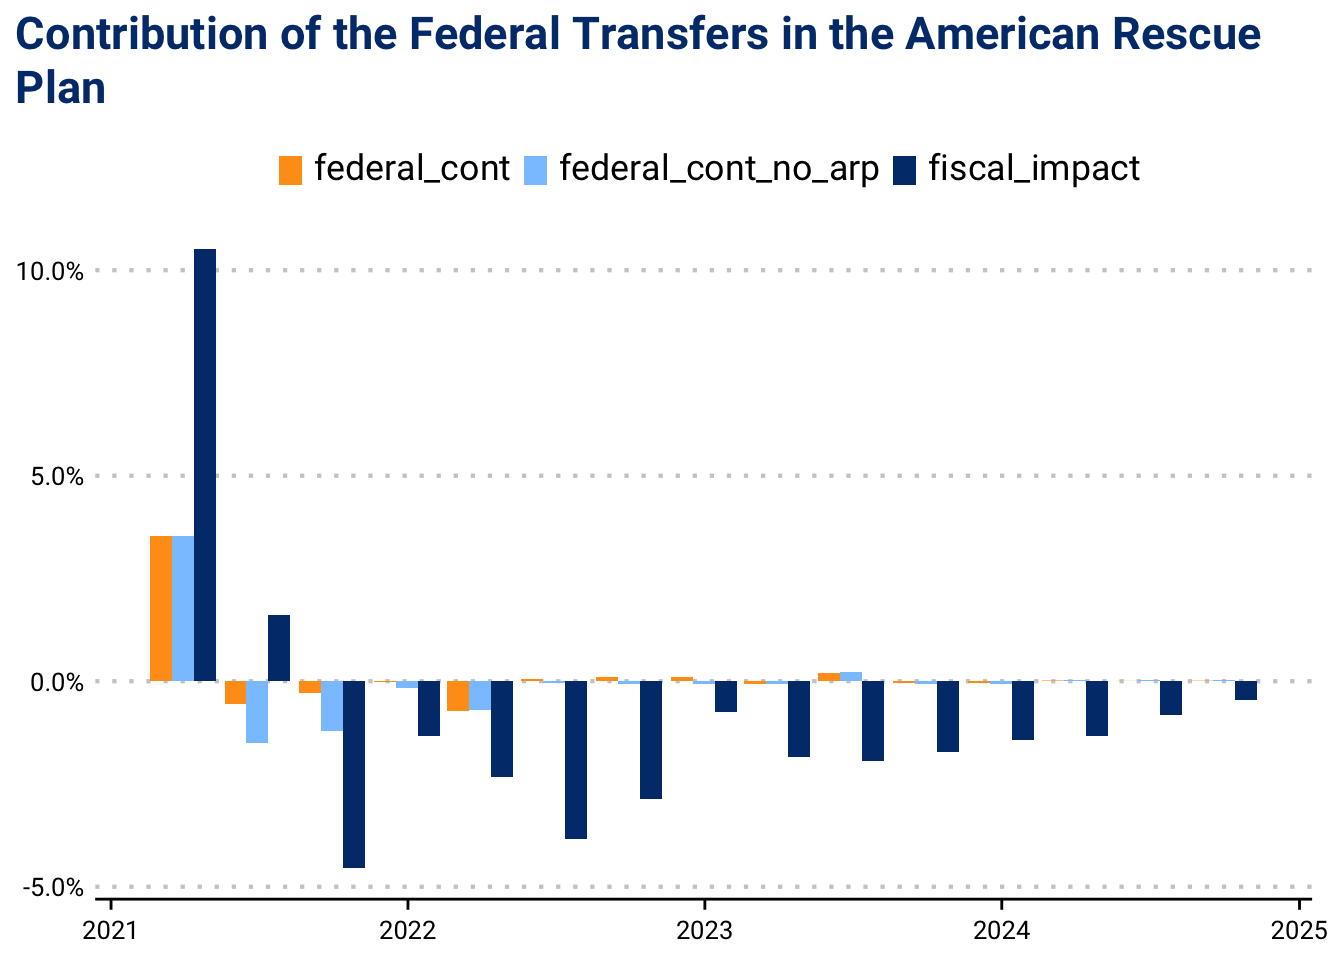 Contribution of the Federal Transfers in the American Rescue
Plan
federal_cont federal_cont_no_arp fiscal_impact
10.0%
5.0%
0.0%
-5.0%
2021 2022 2023 2024 2025